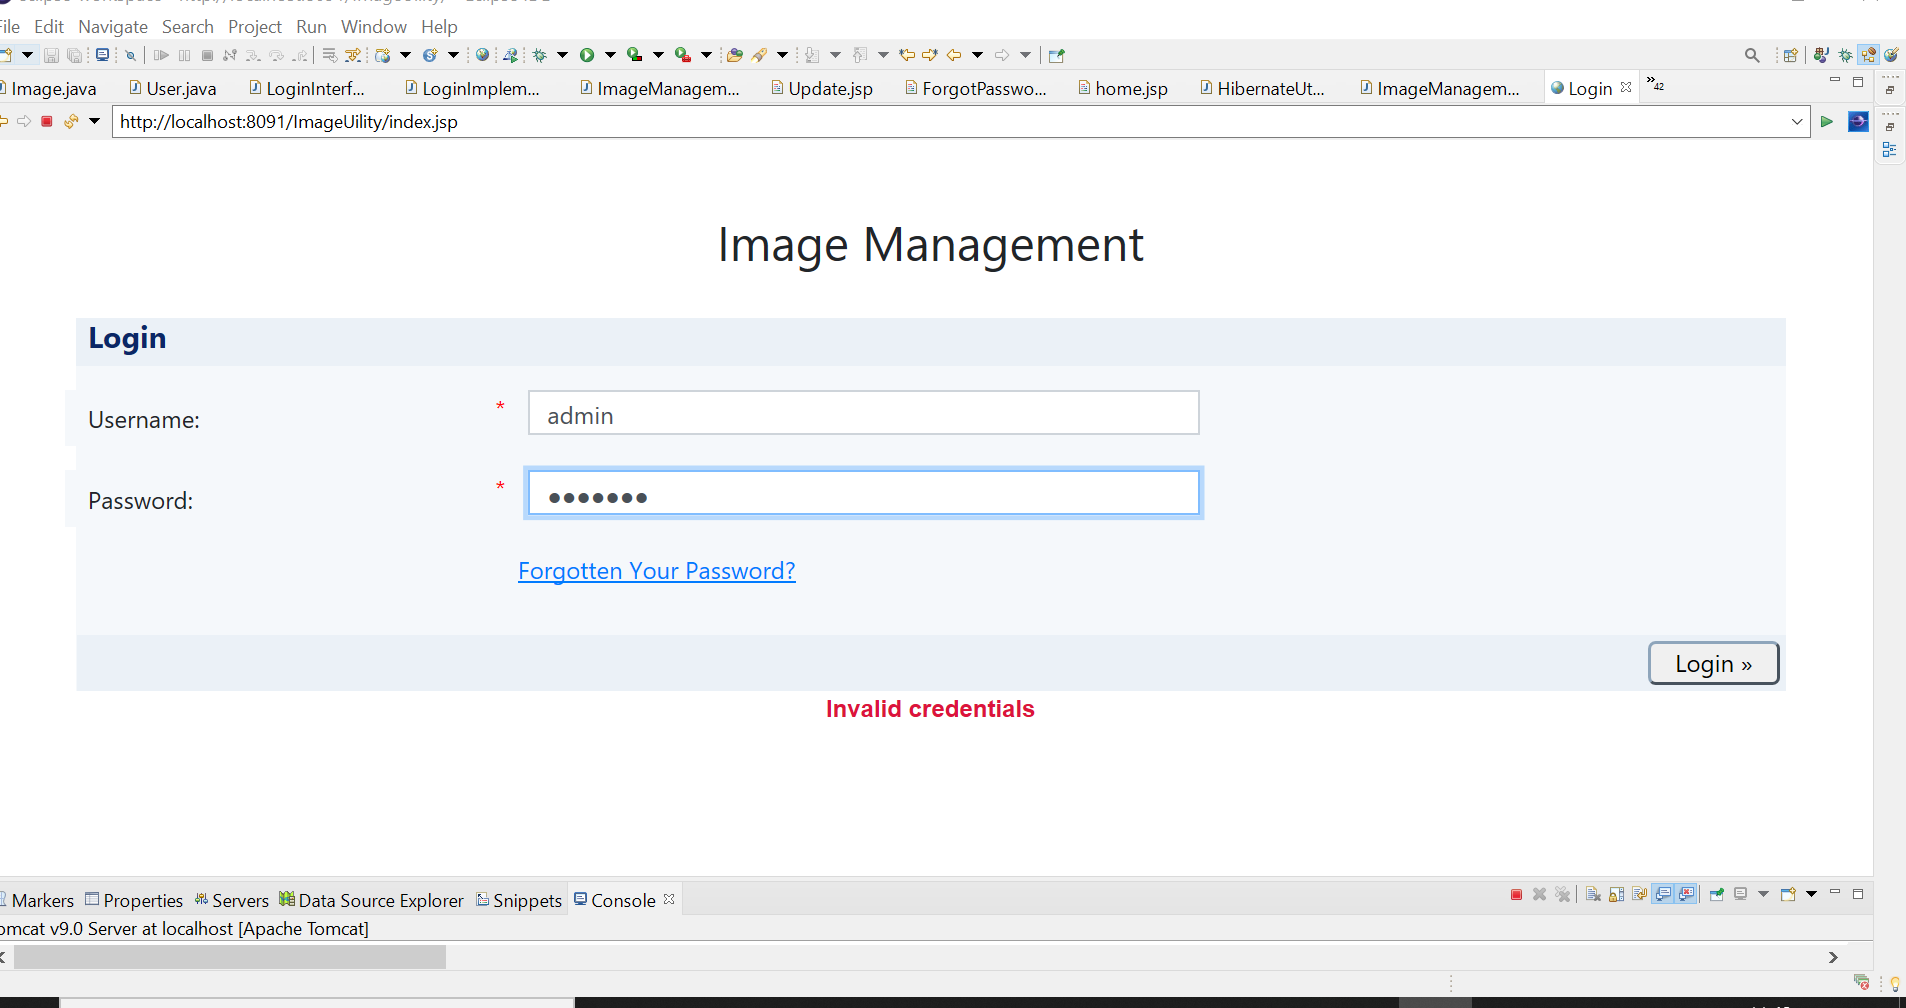 File Edit Navigate Search Project Run Window Help
Image.java User.java LoginInterf... LoginImplem... ImageManagem... Update.jsp ForgotPasswo... home.jsp HibernateUt... ImageManagem... Login »42
http://localhost:8091/ImageUility/index.jsp
Image Management
Login
Username: * admin
Password: * ●●●●●●●
Forgotten Your Password?
Login »
Invalid credentials
Markers Properties Servers Data Source Explorer Snippets Console
omcat v9.0 Server at localhost [Apache Tomcat]